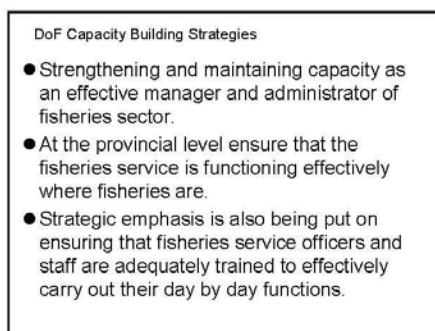 DoF Capacity Building Strategies
● Strengthening and maintaining capacity as
an effective manager and administrator of
fisheries sector.
● At the provincial level ensure that the
fisheries service is functioning effectively
where fisheries are.
● Strategic emphasis is also being put on
ensuring that fisheries service officers and
staff are adequately trained to effectively
carry out their day by day functions.